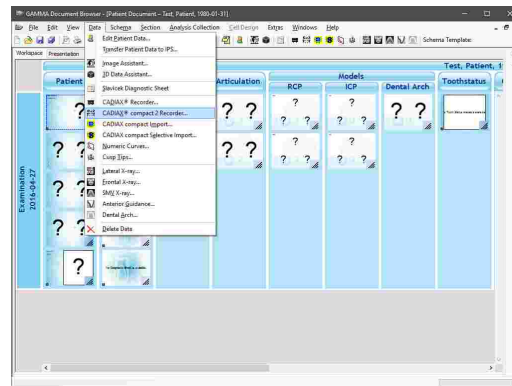 GAMMA Document Browser - [Patient Document – Test, Patient, 1980-01-31]
File Edit View Data Schema Section Analysis Collection Cell Design Extras Windows Help
Schema Template:
Workspace Presentation
Edit Patient Data...
Transfer Patient Data to IPS...
Image Assistant...
3D Data Assistant...
Slavicek Diagnostic Sheet
CADIAX® Recorder...
CADIAX® compact 2 Recorder...
CADIAX compact Import...
CADIAX compact Selective Import...
Numeric Curves...
Cusp Tips...
Lateral X-ray...
Frontal X-ray...
SMV X-ray...
Anterior Guidance...
Dental Arch...
Delete Data
Test, Patient, 1
Patient
Articulation
Models
RCP
ICP
Dental Arch
Toothstatus
Examination
2016-04-27
? ? ? ? ? ?
? ? ? ? ? ?
? ? ? ? ? ?
? ?
? ?
?